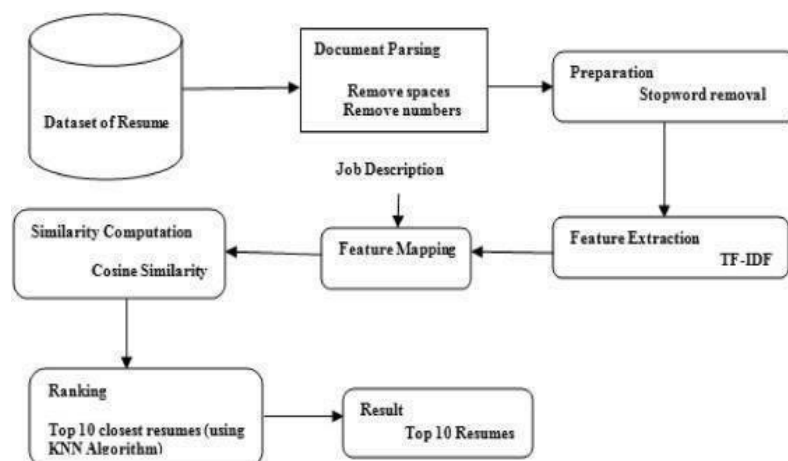 Dataset of Resume
Document Parsing
Remove spaces
Remove numbers
Preparation
Stopword removal
Job Description
Feature Extraction
TF-IDF
Feature Mapping
Similarity Computation
Cosine Similarity
Ranking
Top 10 closest resumes (using
KNN Algorithm)
Result
Top 10 Resumes